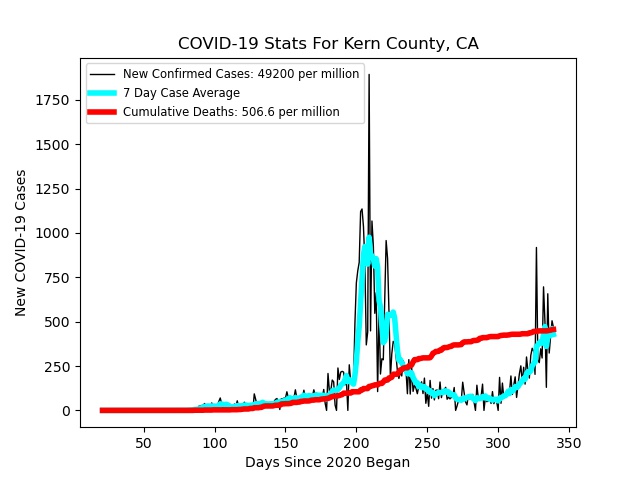 COVID-19 Stats For Kern County, CA
New Confirmed Cases: 49200 per million
7 Day Case Average
Cumulative Deaths: 506.6 per million
New COVID-19 Cases
1750
1500
1250
1000
750
500
250
0
50 100 150 200 250 300 350
Days Since 2020 Began